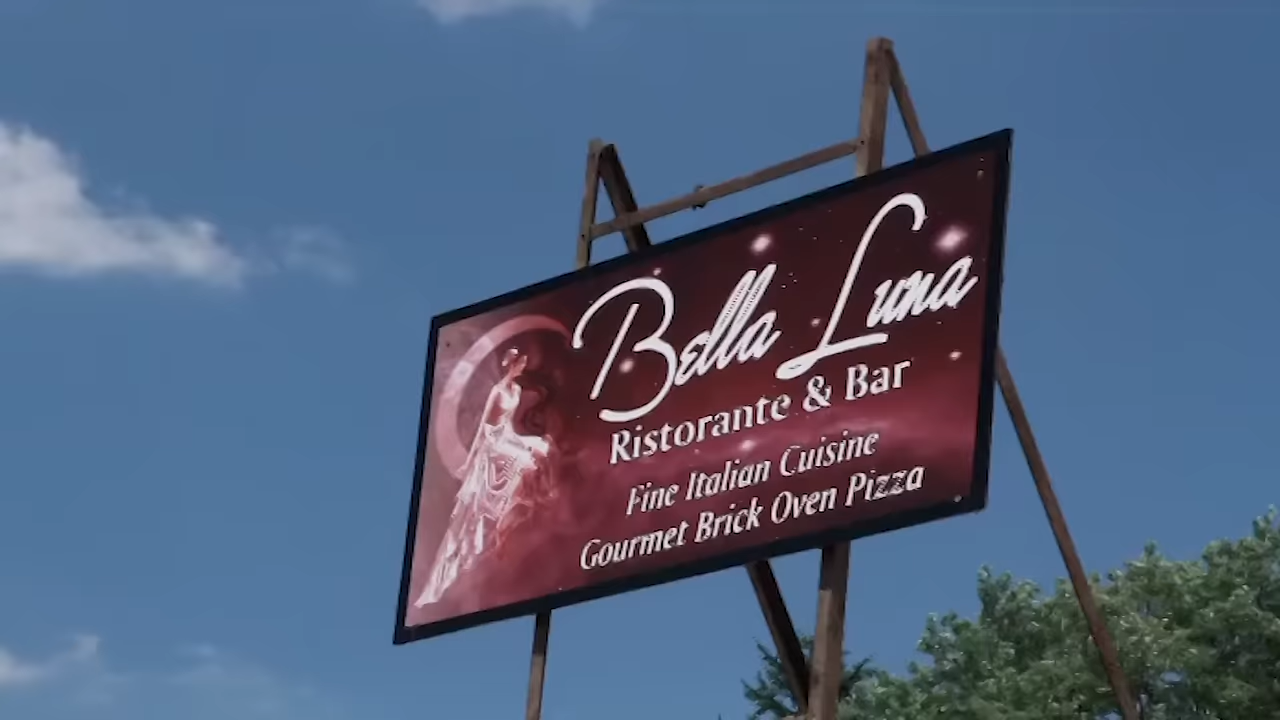 Bella Luna
Ristorante & Bar
Fine Italian Cuisine
Gourmet Brick Oven Pizza